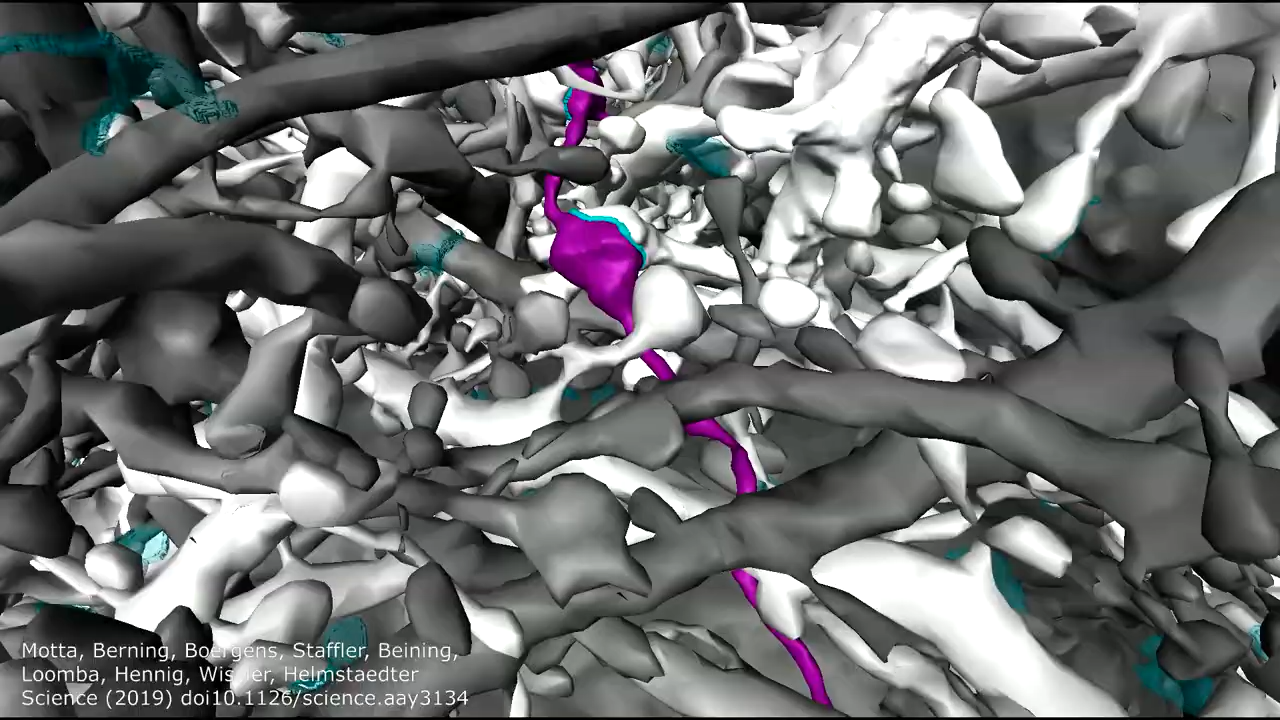 Motta, Berning, Boergens, Staffler, Beining,
Loomba, Hennig, Wissler, Helmstaedter
Science (2019) doi10.1126/science.aay3134